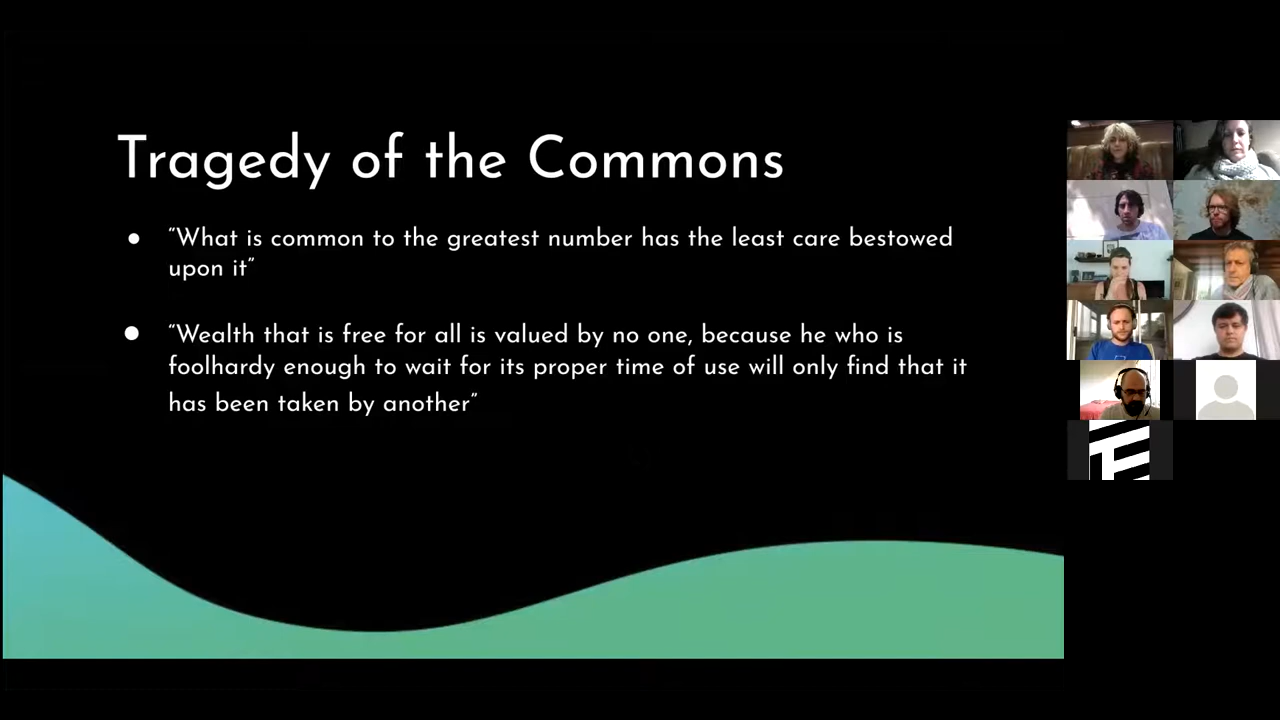 Tragedy of the Commons
● "What is common to the greatest number has the least care bestowed
upon it"
● "Wealth that is free for all is valued by no one, because he who is
foolhardy enough to wait for its proper time of use will only find that it
has been taken by another"